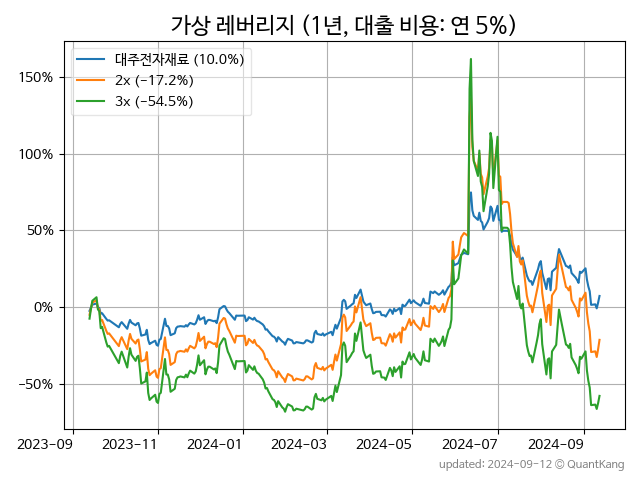 가상 레버리지 (1년, 대출 비용: 연 5%)
대주전자재료 (10.0%)
2x (−17.2%)
3x (−54.5%)
150%
100%
50%
0%
−50%
2023-09 2023-11 2024-01 2024-03 2024-05 2024-07 2024-09
updated: 2024-09-12 © QuantKang